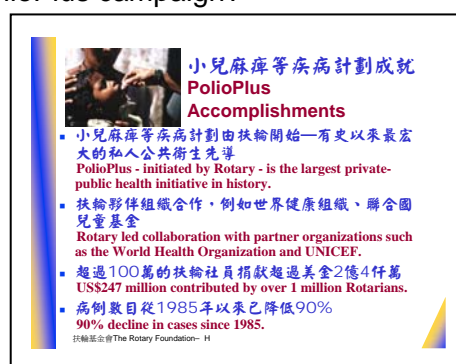 PolioPlus campaign?
小兒麻痺等疾病計劃成就
PolioPlus
Accomplishments
小兒麻痺等疾病計劃由扶輪開始—有史以來最宏
大的私人公共衛生先導
PolioPlus - initiated by Rotary - is the largest private-
public health initiative in history.
扶輪夥伴組織合作，例如世界健康組織、聯合國
兒童基金
Rotary led collaboration with partner organizations such
as the World Health Organization and UNICEF.
超過100萬的扶輪社員捐獻超過美金2億4仟萬
US$247 million contributed by over 1 million Rotarians.
病例數目從1985年以來已降低90%
90% decline in cases since 1985.
扶輪基金會The Rotary Foundation– H